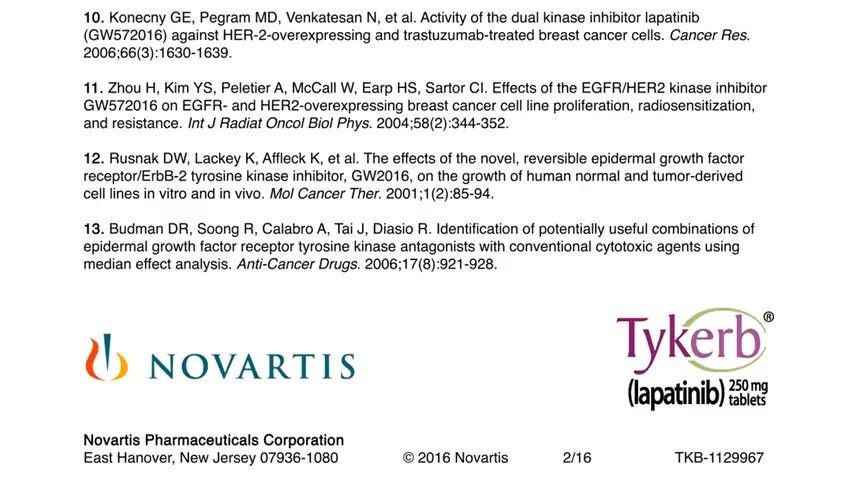 10. Konecny GE, Pegram MD, Venkatesan N, et al. Activity of the dual kinase inhibitor lapatinib
(GW572016) against HER-2-overexpressing and trastuzumab-treated breast cancer cells. Cancer Res.
2006;66(3):1630-1639.
11. Zhou H, Kim YS, Peletier A, McCall W, Earp HS, Sartor CI. Effects of the EGFR/HER2 kinase inhibitor
GW572016 on EGFR- and HER2-overexpressing breast cancer cell line proliferation, radiosensitization,
and resistance. Int J Radiat Oncol Biol Phys. 2004;58(2):344-352.
12. Rusnak DW, Lackey K, Affleck K, et al. The effects of the novel, reversible epidermal growth factor
receptor/ErbB-2 tyrosine kinase inhibitor, GW2016, on the growth of human normal and tumor-derived
cell lines in vitro and in vivo. Mol Cancer Ther. 2001;1(2):85-94.
13. Budman DR, Soong R, Calabro A, Tai J, Diasio R. Identification of potentially useful combinations of
epidermal growth factor receptor tyrosine kinase antagonists with conventional cytotoxic agents using
median effect analysis. Anti-Cancer Drugs. 2006;17(8):921-928.
NOVARTIS
Tykerb®
(lapatinib) 250 mg
tablets
Novartis Pharmaceuticals Corporation
East Hanover, New Jersey 07936-1080 © 2016 Novartis 2/16 TKB-1129967